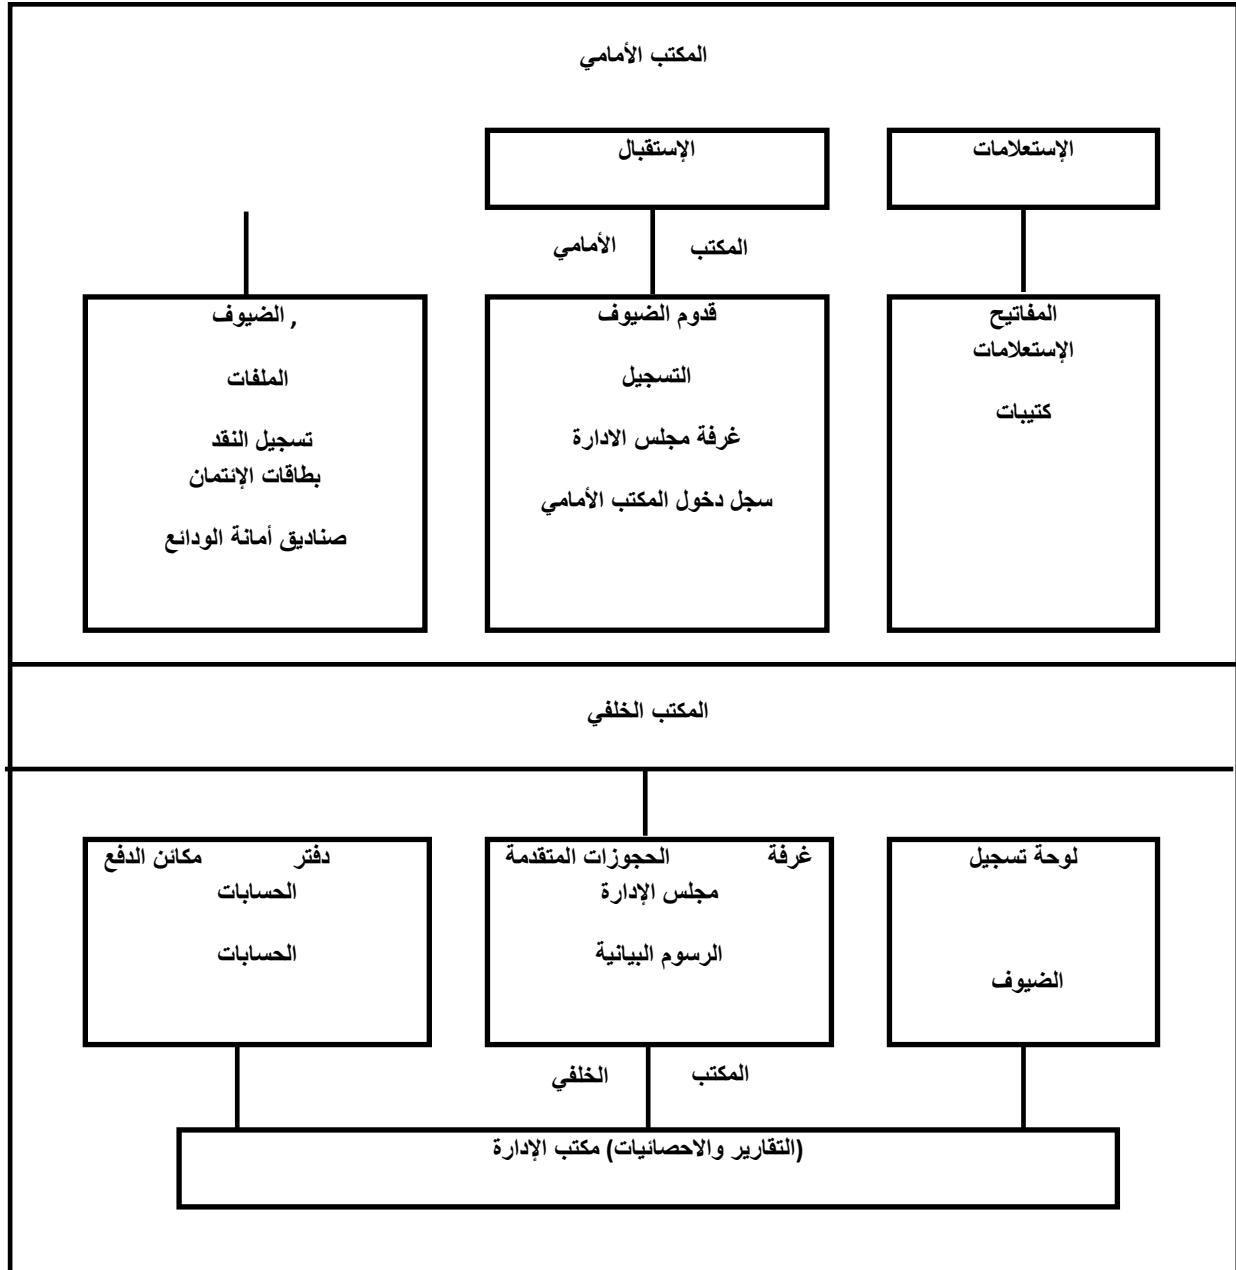 المكتب الأمامي
الإستعلامات
الإستقبال
المكتب
الأمامي
المفاتيح
الإستعلامات
كتيبات
قدوم الضيوف
التسجيل
غرفة مجلس الادارة
سجل دخول المكتب الأمامي
الضيوف ,
الملفات
تسجيل النقد
بطاقات الإئتمان
صناديق أمانة الودائع
المكتب الخلفي
لوحة تسجيل
الضيوف
غرفة الحجوزات المتقدمة
مجلس الإدارة
الرسوم البيانية
دفتر مكائن الدفع
الحسابات
الحسابات
المكتب
الخلفي
(التقارير والاحصائيات) مكتب الإدارة